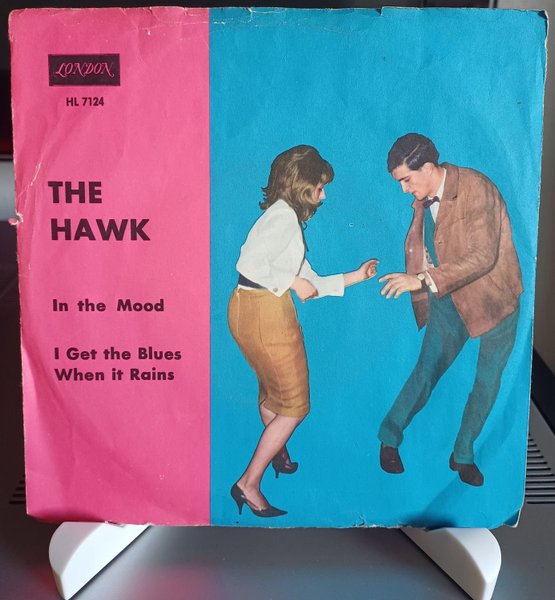 LONDON
HL 7124
THE
HAWK
In the Mood
I Get the Blues
When it Rains